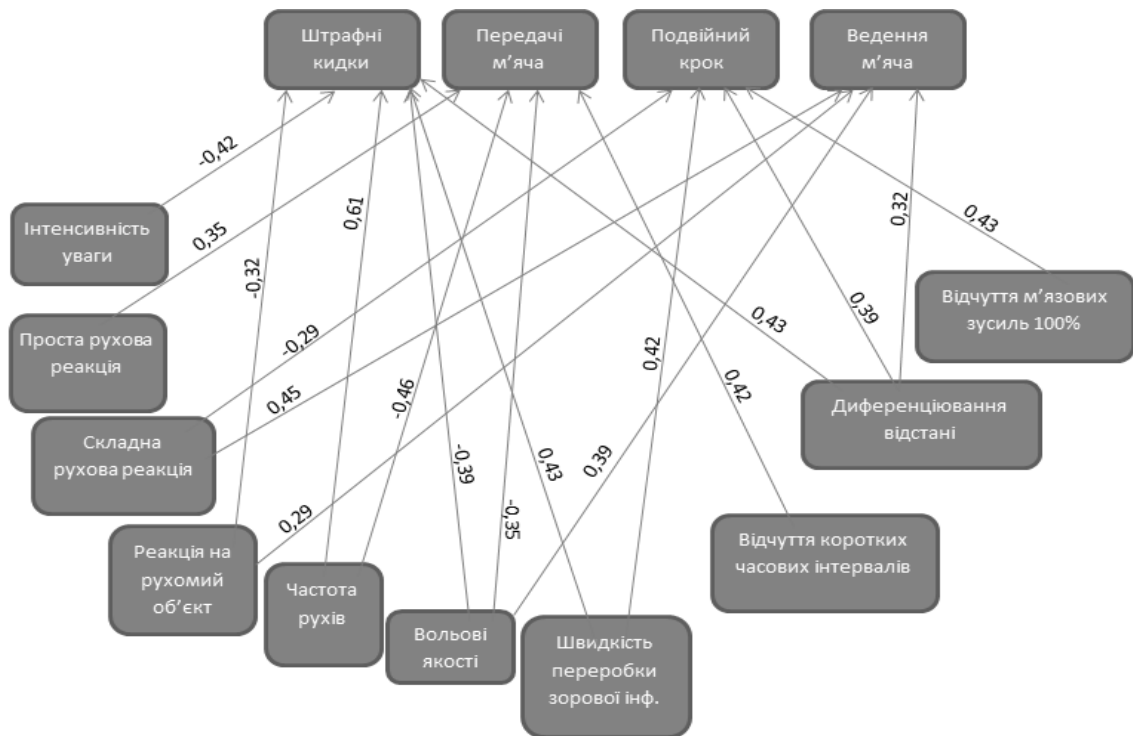 Штрафні
кидки
Передачі
м’яча
Подвійний
крок
Ведення
м’яча
-0,42
Інтенсивність
уваги
0,35
-0,32
0,61
0,32
0,43
Відчуття м’язових
зусиль 100%
Проста рухова
реакція
-0,29
-0,46
0,42
0,43
0,39
Складна
рухова реакція
0,45
0,42
Диференціювання
відстані
-0,39
0,43
0,39
Реакція на
рухомий
об’єкт
0,29
-0,35
Відчуття коротких
часових інтервалів
Частота
рухів
Вольові
якості
Швидкість
переробки
зорової інф.